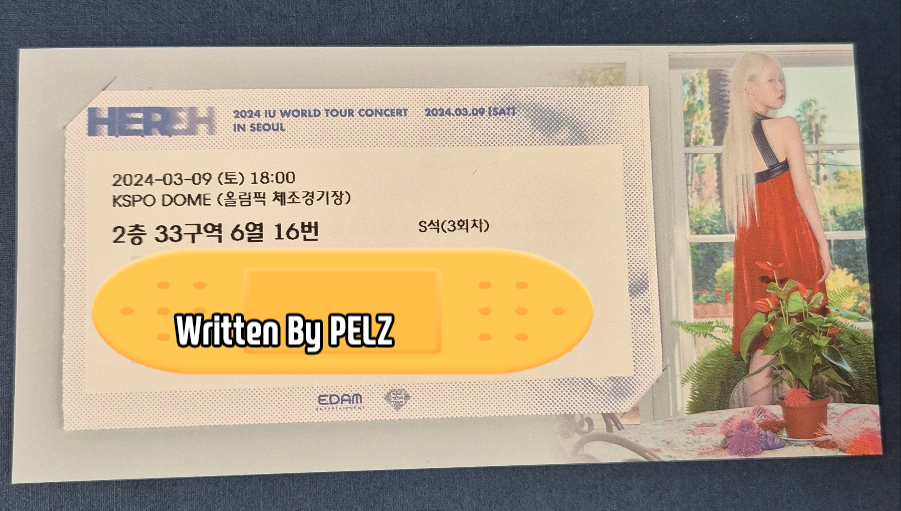 HEREH
2024 IU WORLD TOUR CONCERT
IN SEOUL
2024.03.09 [SAT]
2024-03-09 (토) 18:00
KSPO DOME (올림픽 체조경기장)
2층 33구역 6열 16번
S석(3회차)
Written By PELZ
EDAM
ENTERTAINMENT